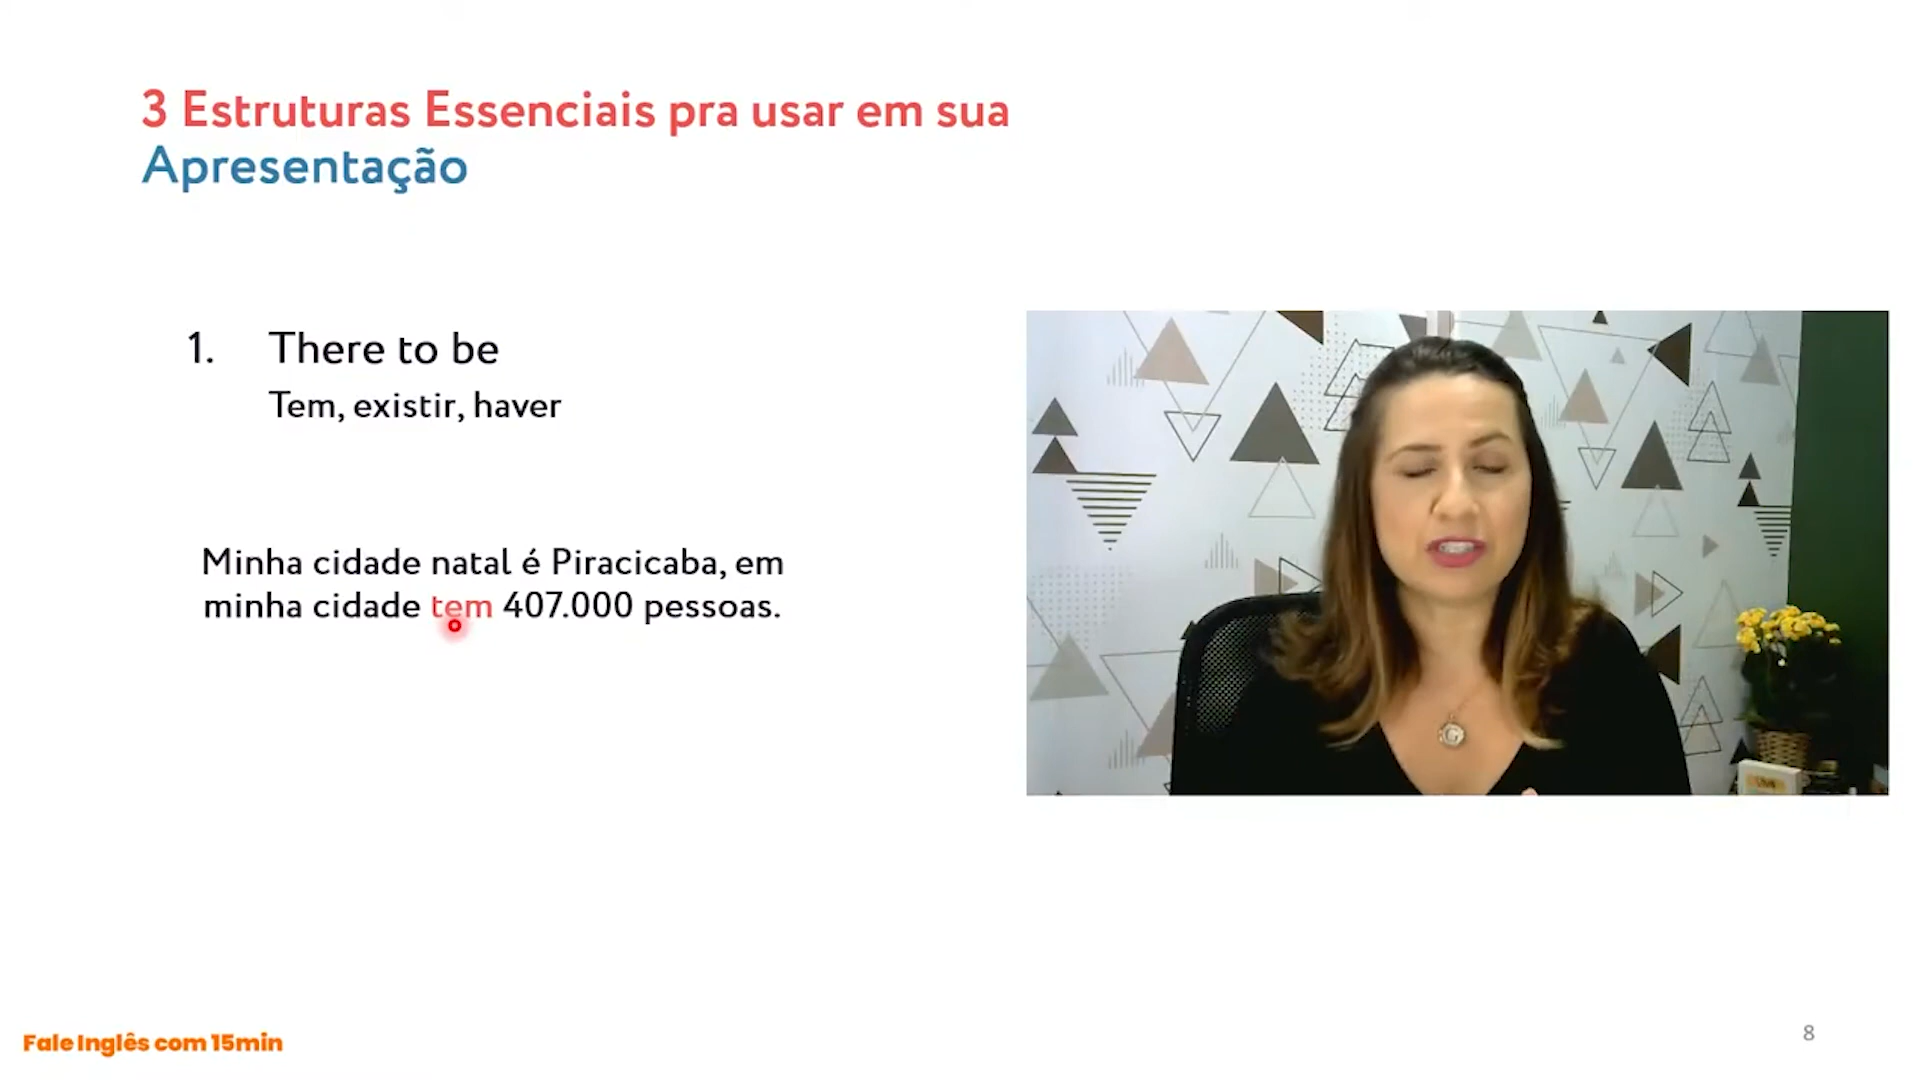 3 Estruturas Essenciais pra usar em sua
Apresentação
1. There to be
Tem, existir, haver
Minha cidade natal é Piracicaba, em
minha cidade tem 407.000 pessoas.
Fale Inglês com 15min
8